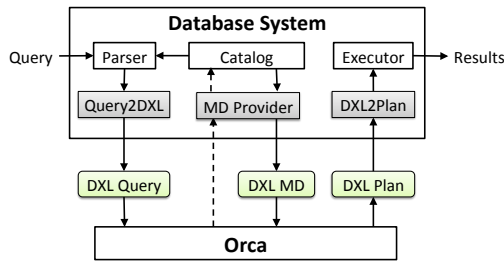 Database System
Query
Parser
Catalog
Executor
Results
Query2DXL
MD Provider
DXL2Plan
DXL Query
DXL MD
DXL Plan
Orca